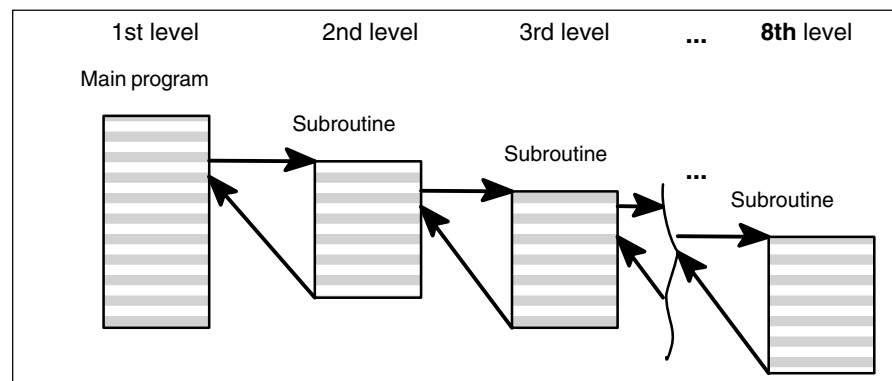 1st level 2nd level 3rd level ... 8th level
Main program
Subroutine
Subroutine
...
Subroutine